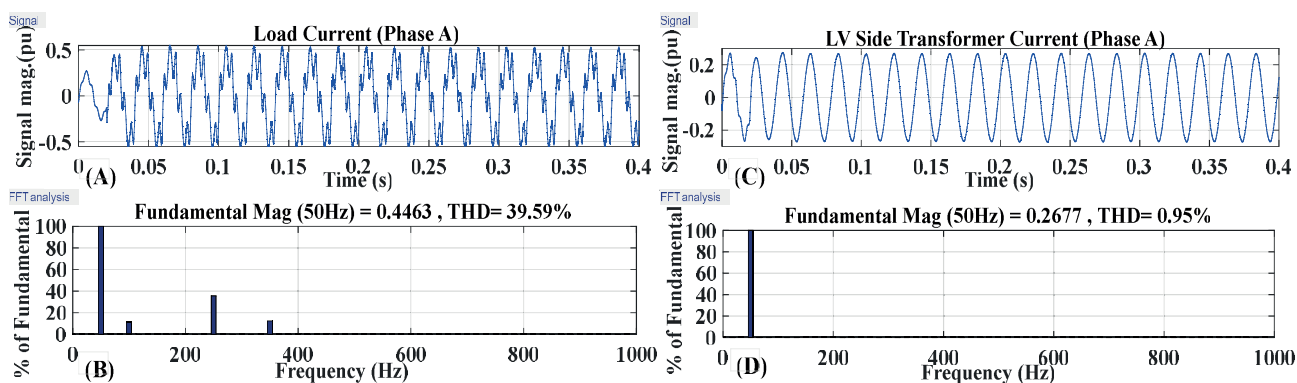 Signal
Load Current (Phase A)
Signal mag.(pu)
0.5
0
-0.5
0 0.05 0.1 0.15 0.2 0.25 0.3 0.35 0.4
(A)
Time (s)
FFT analysis
Fundamental Mag (50Hz) = 0.4463 , THD= 39.59%
% of Fundamental
100
80
60
40
20
0
0 200 400 600 800 1000
(B)
Frequency (Hz)
Signal
LV Side Transformer Current (Phase A)
Signal mag.(pu)
0.2
0
-0.2
0 0.05 0.1 0.15 0.2 0.25 0.3 0.35 0.4
(C)
Time (s)
FFT analysis
Fundamental Mag (50Hz) = 0.2677 , THD= 0.95%
% of Fundamental
100
80
60
40
20
0
0 200 400 600 800 1000
(D)
Frequency (Hz)